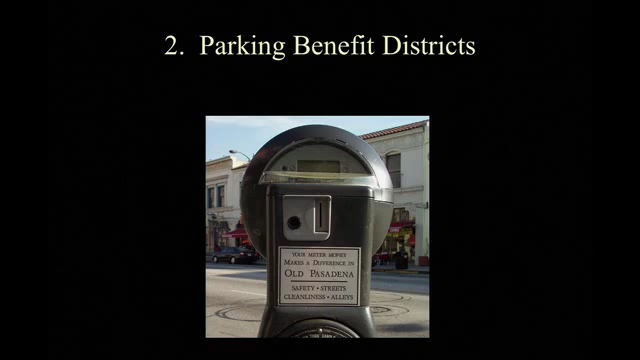 2. Parking Benefit Districts
YOUR METER MONEY
MAKES A DIFFERENCE IN
OLD PASADENA
SAFETY • STREETS
CLEANLINESS • ALLEYS